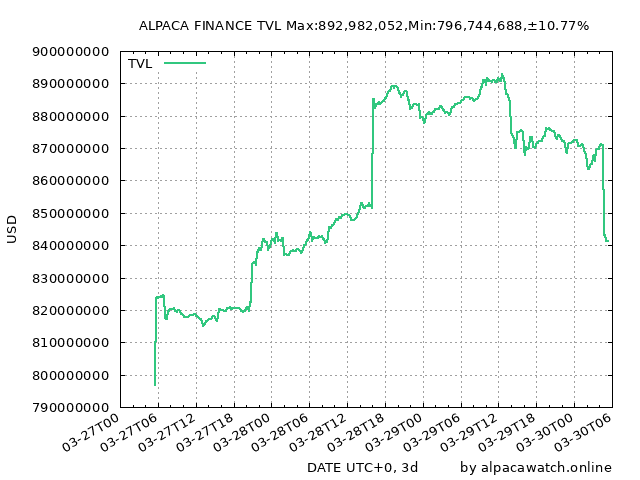 ALPACA FINANCE TVL Max:892,982,052,Min:796,744,688,±10.77%
TVL
900000000
890000000
880000000
870000000
860000000
850000000
840000000
830000000
820000000
810000000
800000000
790000000
USD
03-27T00
03-27T06
03-27T12
03-27T18
03-28T00
03-28T06
03-28T12
03-28T18
03-29T00
03-29T06
03-29T12
03-29T18
03-30T00
03-30T06
DATE UTC+0, 3d
by alpacawatch.online